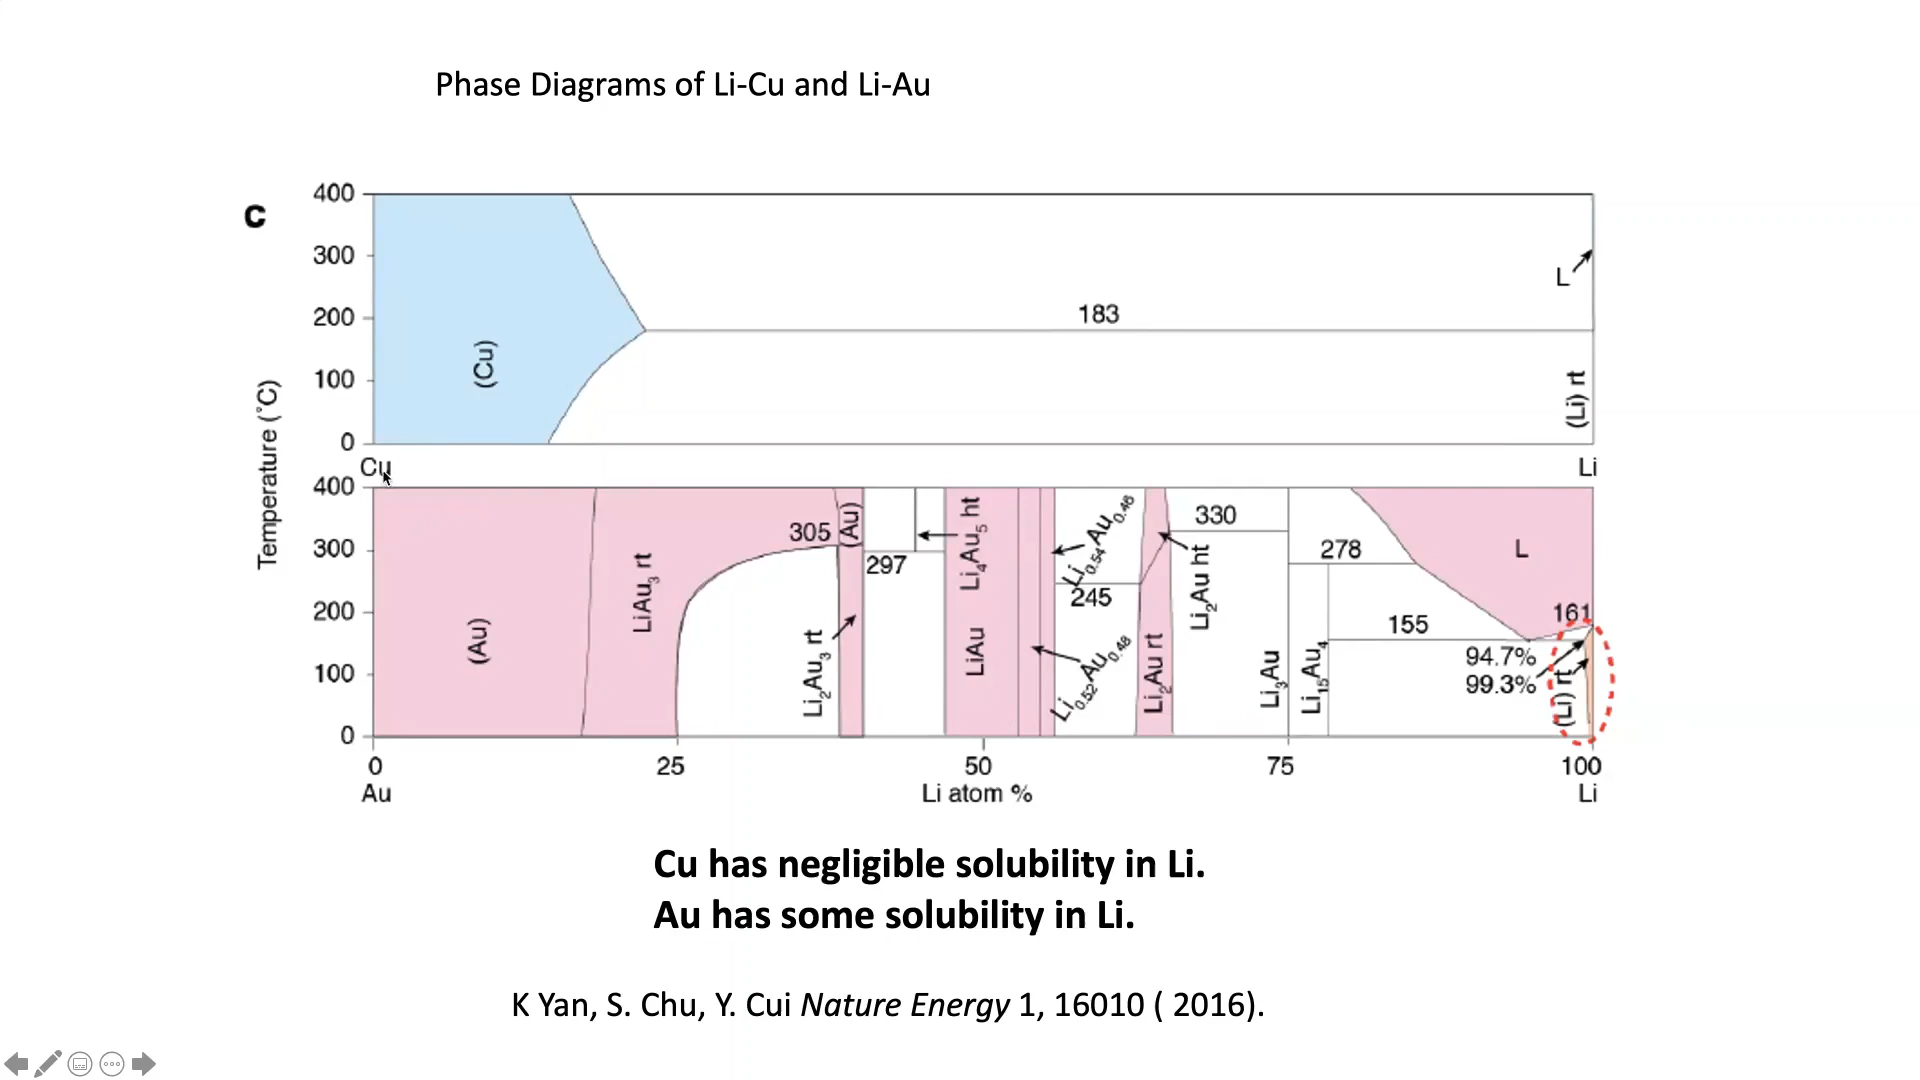 Phase Diagrams of Li-Cu and Li-Au
c
Temperature (˚C)
400
300
200
100
0
(Cu)
183
L
(Li) rt
Cu
Li
400
300
200
100
0
(Au)
LiAu3 rt
305
(Au)
Li2Au3 rt
297
Li4Au5 ht
LiAu
Li0.54Au0.46
245
Li0.52Au0.48
Li2Au rt
Li2Au ht
330
Li3Au
278
Li15Au4
155
L
161
94.7%
99.3%
(Li) rt
0
25
50
75
100
Au
Li atom %
Li
Cu has negligible solubility in Li.
Au has some solubility in Li.
K Yan, S. Chu, Y. Cui Nature Energy 1, 16010 ( 2016).